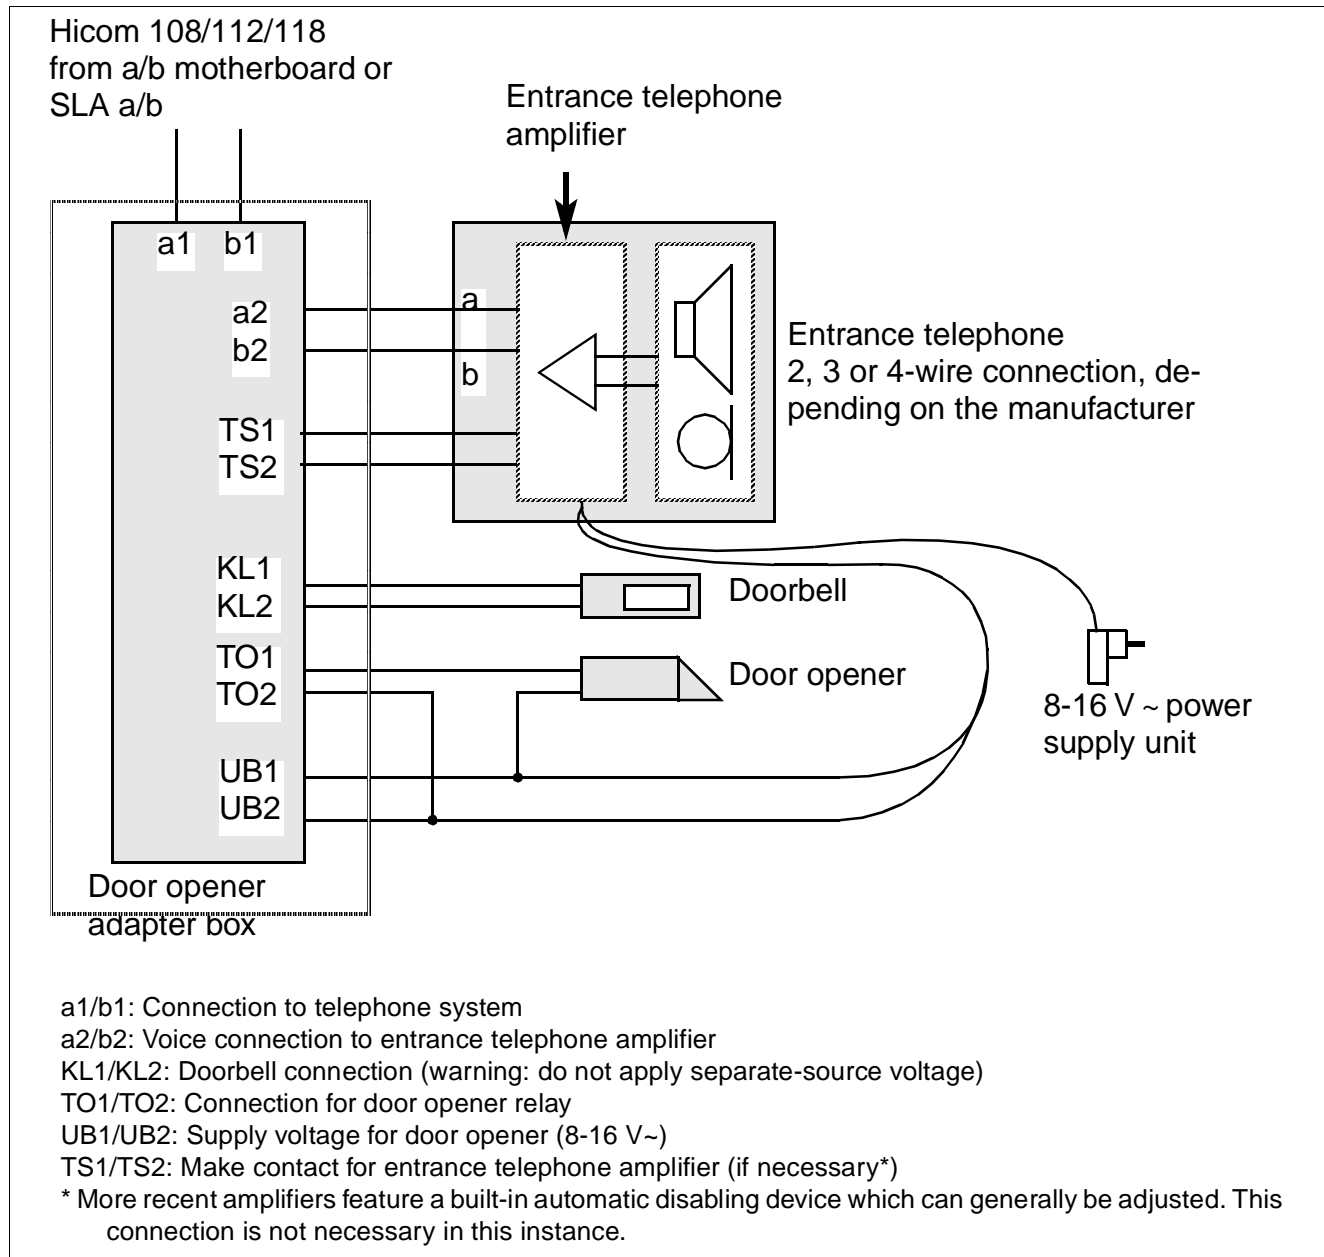 Hicom 108/112/118
from a/b motherboard or
SLA a/b
Entrance telephone
amplifier
a1 b1
a2
b2
a
b
TS1
TS2
Entrance telephone
2, 3 or 4-wire connection, de-
pending on the manufacturer
KL1
KL2
Doorbell
TO1
TO2
Door opener
8-16 V ~ power
supply unit
UB1
UB2
Door opener
adapter box
a1/b1: Connection to telephone system
a2/b2: Voice connection to entrance telephone amplifier
KL1/KL2: Doorbell connection (warning: do not apply separate-source voltage)
TO1/TO2: Connection for door opener relay
UB1/UB2: Supply voltage for door opener (8-16 V~)
TS1/TS2: Make contact for entrance telephone amplifier (if necessary*)
* More recent amplifiers feature a built-in automatic disabling device which can generally be adjusted. This
connection is not necessary in this instance.